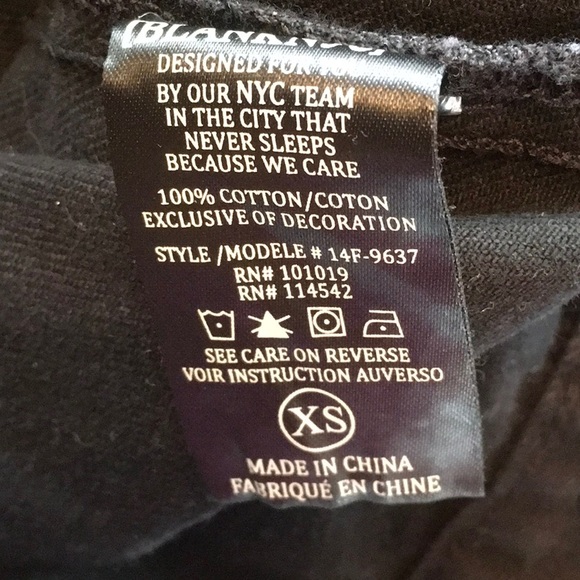 DESIGNED FOR
BY OUR NYC TEAM
IN THE CITY THAT
NEVER SLEEPS
BECAUSE WE CARE
100% COTTON/COTON
EXCLUSIVE OF DECORATION
STYLE /MODELE # 14F-9637
RN# 101019
RN# 114542
SEE CARE ON REVERSE
VOIR INSTRUCTION AUVERSO
XS
MADE IN CHINA
FABRIQUÉ EN CHINE